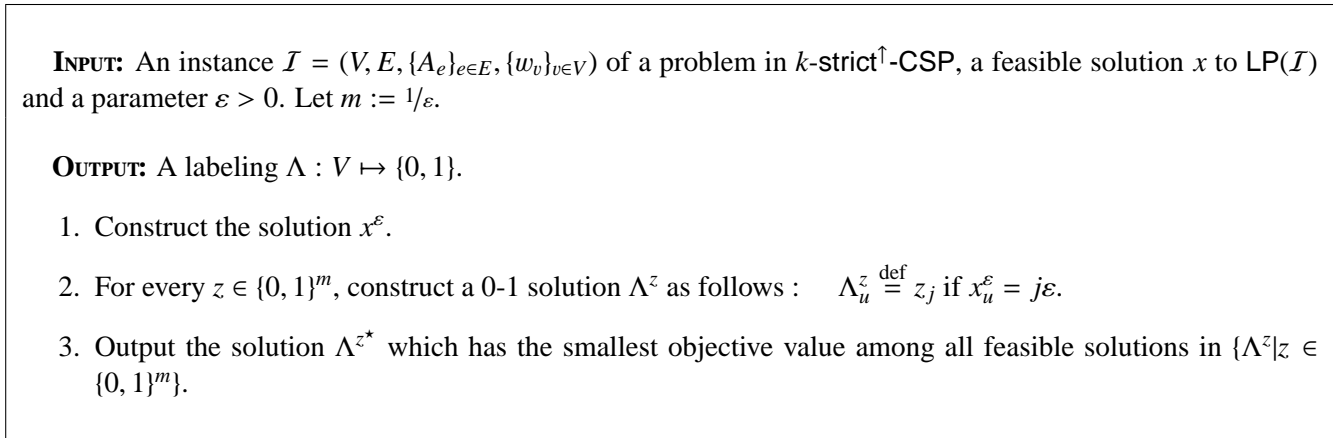 INPUT: An instance ℐ = (V, E, {A_e}_{e∈E}, {w_v}_{v∈V}) of a problem in k-strict^↑-CSP, a feasible solution x to LP(ℐ)
and a parameter ε > 0. Let m := 1/ε.
OUTPUT: A labeling Λ : V ↦ {0, 1}.
1. Construct the solution x^ε.
2. For every z ∈ {0, 1}^m, construct a 0-1 solution Λ^z as follows : Λ_u^z def= z_j if x_u^ε = jε.
3. Output the solution Λ^{z^⋆} which has the smallest objective value among all feasible solutions in {Λ^z|z ∈
{0, 1}^m}.